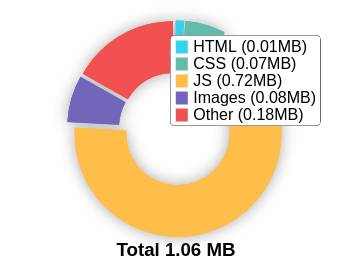 HTML (0.01MB)
CSS (0.07MB)
JS (0.72MB)
Images (0.08MB)
Other (0.18MB)
Total 1.06 MB